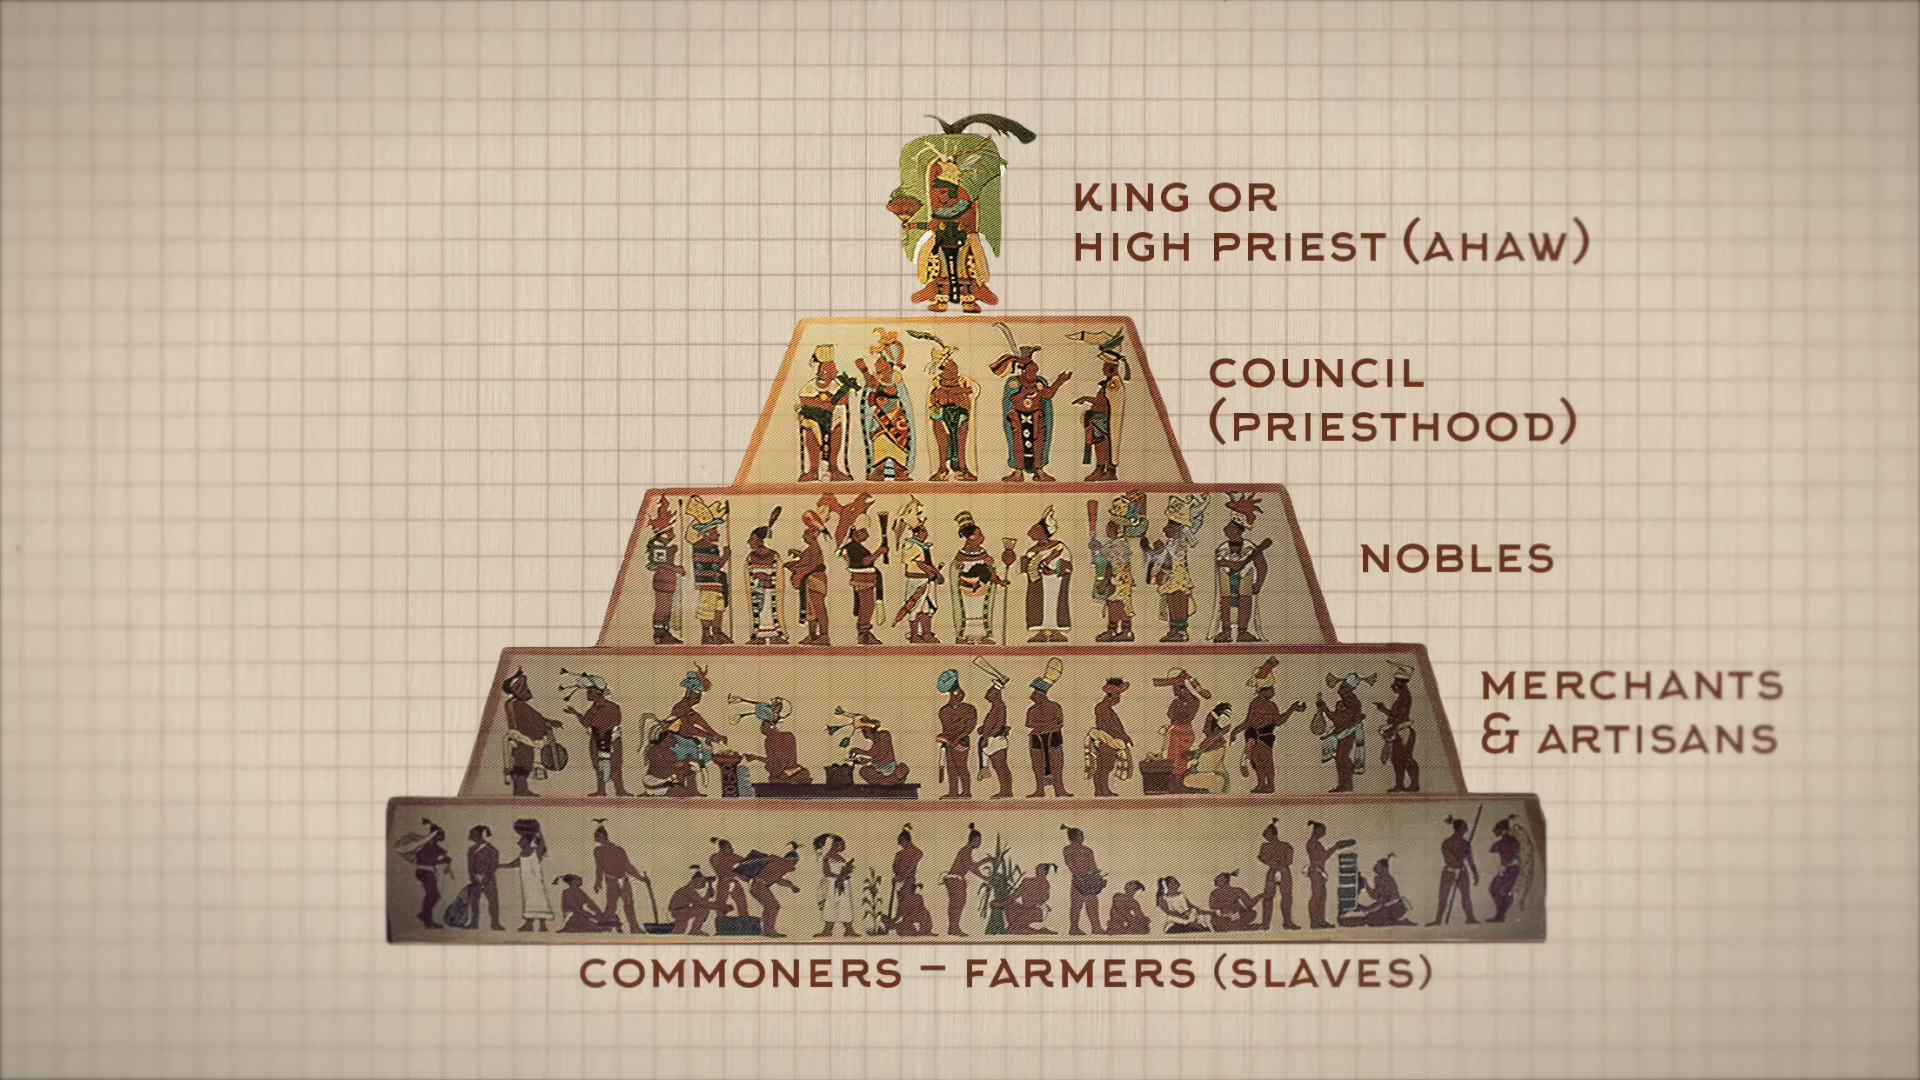 KING OR
HIGH PRIEST (AHAW)
COUNCIL
(PRIESTHOOD)
NOBLES
MERCHANTS
& ARTISANS
COMMONERS – FARMERS (SLAVES)